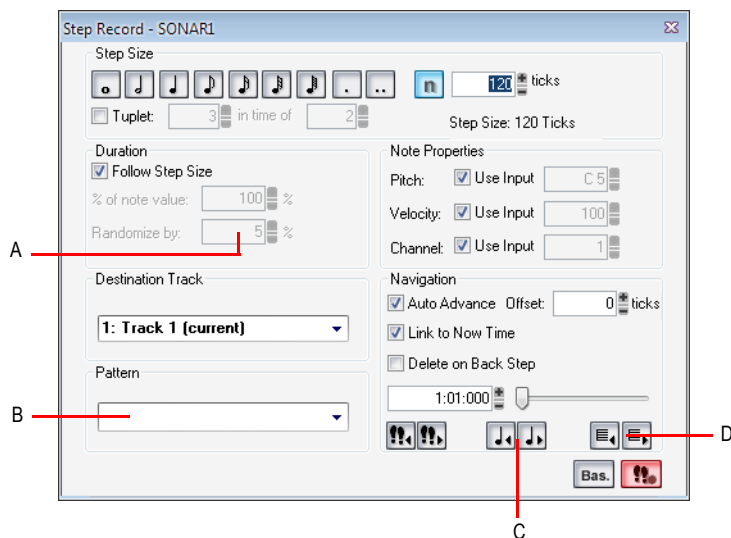 Step Record - SONAR1
Step Size
n 120 ticks
Tuplet: 3 in time of 2
Step Size: 120 Ticks
Duration
Follow Step Size
% of note value: 100 %
Randomize by: 5 %
Note Properties
Pitch: Use Input C 5
Velocity: Use Input 100
Channel: Use Input 1
A
Destination Track
1: Track 1 (current)
Pattern
B
Navigation
Auto Advance Offset: 0 ticks
Link to Now Time
Delete on Back Step
1:01:000
D
Bas.
C